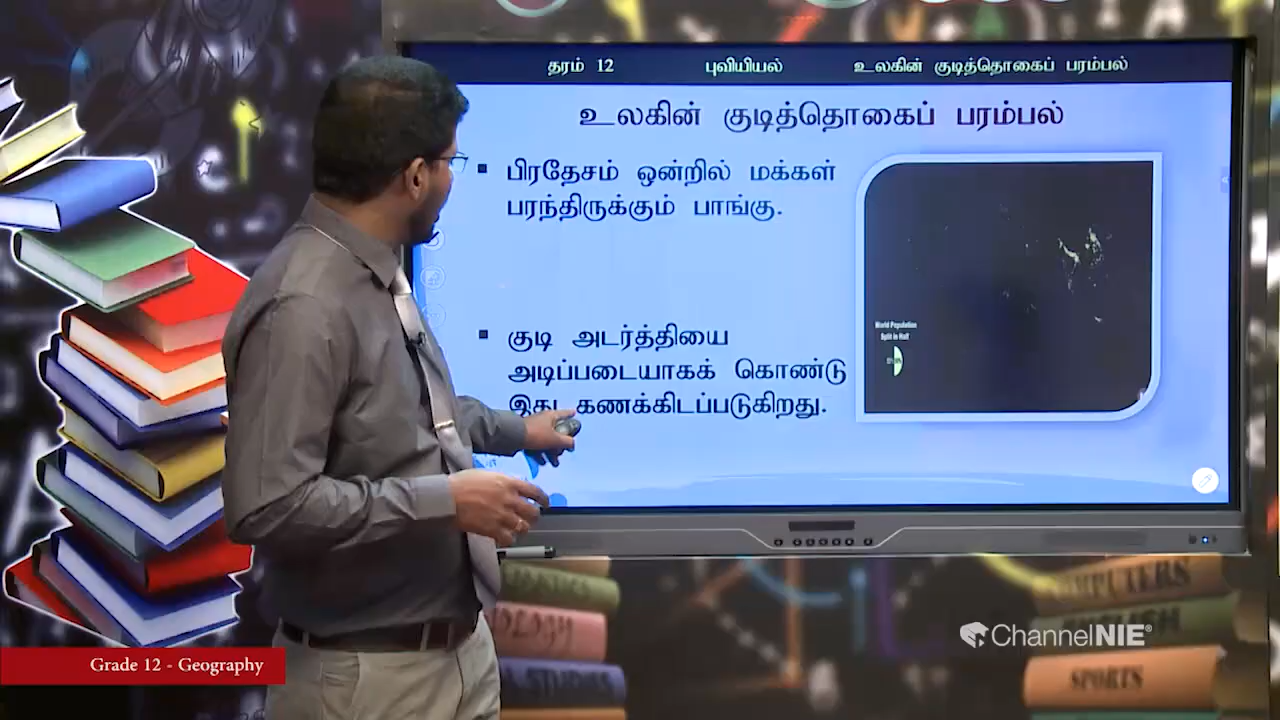 தரம் 12 புவியியல் உலகின் குடித்தொகைப் பரம்பல்
உலகின் குடித்தொகைப் பரம்பல்
பிரதேசம் ஒன்றில் மக்கள்
பரந்திருக்கும் பாங்கு.
குடி அடர்த்தியை
அடிப்படையாகக் கொண்டு
இது கணக்கிடப்படுகிறது.
World Population
Split in Half
COMPUTERS
SPORTS
Grade 12 - Geography
ChannelNIE®